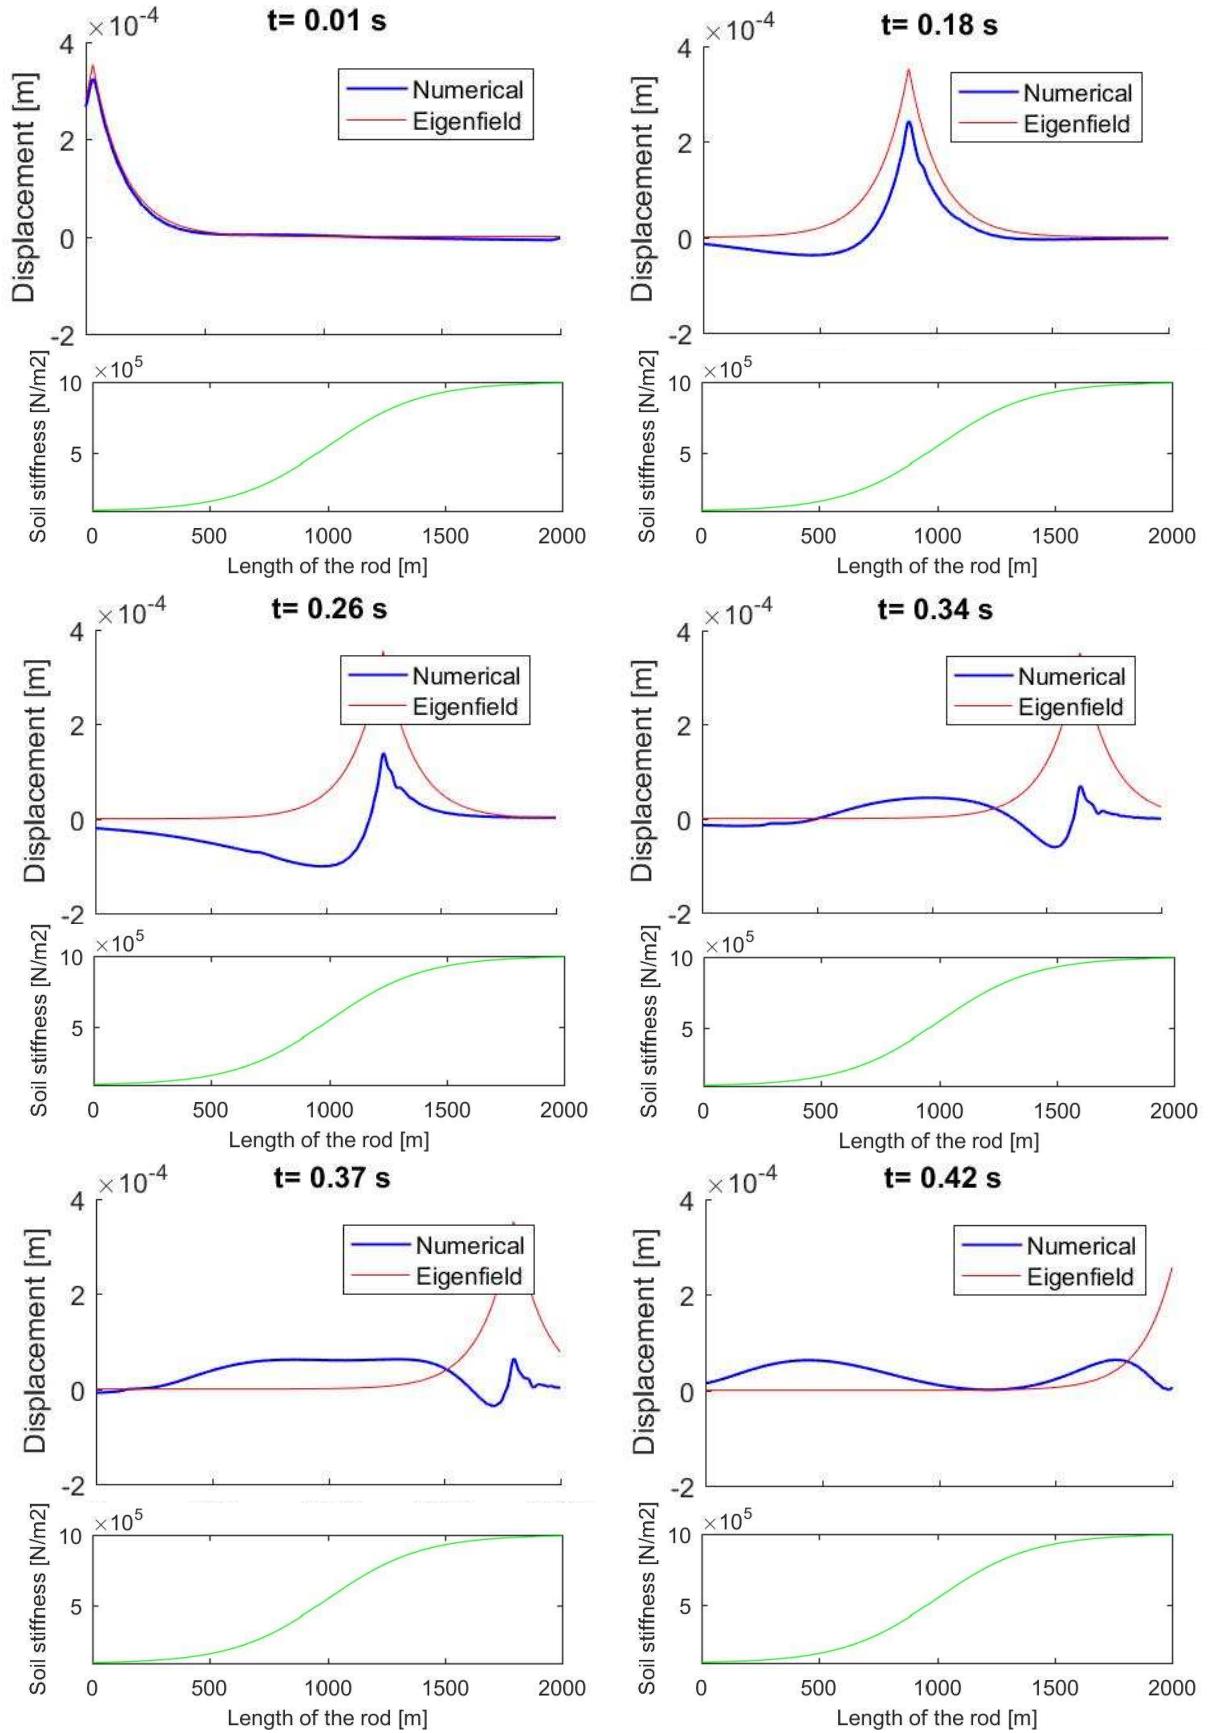 t= 0.01 s
×10-4
4
2
0
-2
Displacement [m]
Numerical
Eigenfield
Soil stiffness [N/m2]
×10 5
10
5
0 500 1000 1500 2000
Length of the rod [m]
t= 0.18 s
×10-4
4
2
0
-2
Displacement [m]
Numerical
Eigenfield
Soil stiffness [N/m2]
×10 5
10
5
0 500 1000 1500 2000
Length of the rod [m]
t= 0.26 s
×10-4
4
2
0
-2
Displacement [m]
Numerical
Eigenfield
Soil stiffness [N/m2]
×10 5
10
5
0 500 1000 1500 2000
Length of the rod [m]
t= 0.34 s
×10-4
4
2
0
-2
Displacement [m]
Numerical
Eigenfield
Soil stiffness [N/m2]
×10 5
10
5
0 500 1000 1500 2000
Length of the rod [m]
t= 0.37 s
×10-4
4
2
0
-2
Displacement [m]
Numerical
Eigenfield
Soil stiffness [N/m2]
×10 5
10
5
0 500 1000 1500 2000
Length of the rod [m]
t= 0.42 s
×10-4
4
2
0
-2
Displacement [m]
Numerical
Eigenfield
Soil stiffness [N/m2]
×10 5
10
5
0 500 1000 1500 2000
Length of the rod [m]